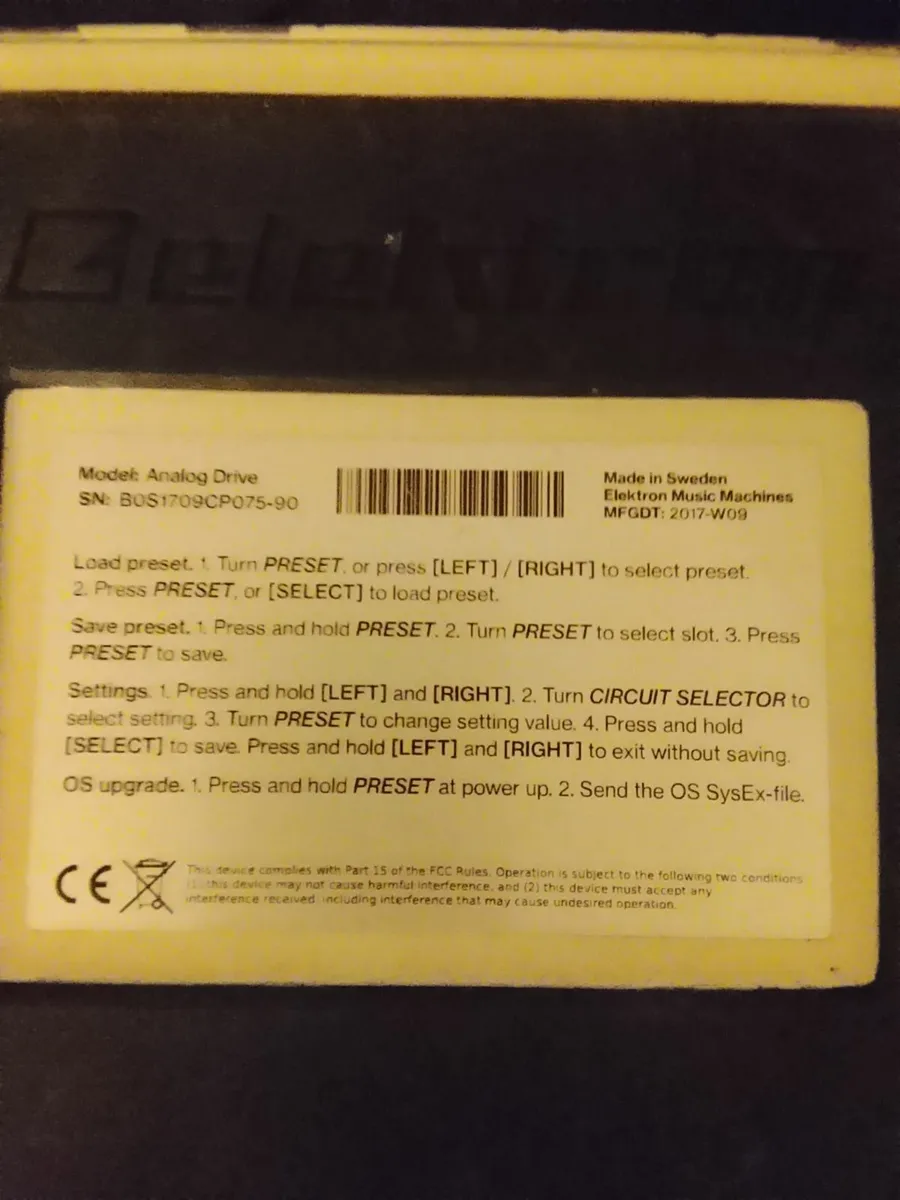 elektron
Model: Analog Drive
SN: B0S1709CP075-90
Made in Sweden
Elektron Music Machines
MFGDT: 2017-W09
Load preset. 1. Turn PRESET, or press [LEFT] / [RIGHT] to select preset.
2. Press PRESET, or [SELECT] to load preset.
Save preset. 1. Press and hold PRESET. 2. Turn PRESET to select slot. 3. Press
PRESET to save.
Settings. 1. Press and hold [LEFT] and [RIGHT]. 2. Turn CIRCUIT SELECTOR to
select setting. 3. Turn PRESET to change setting value. 4. Press and hold
[SELECT] to save. Press and hold [LEFT] and [RIGHT] to exit without saving.
OS upgrade. 1. Press and hold PRESET at power up. 2. Send the OS SysEx-file.
CE
This device complies with Part 15 of the FCC Rules. Operation is subject to the following two conditions
(1) this device may not cause harmful interference, and (2) this device must accept any
interference received, including interference that may cause undesired operation.